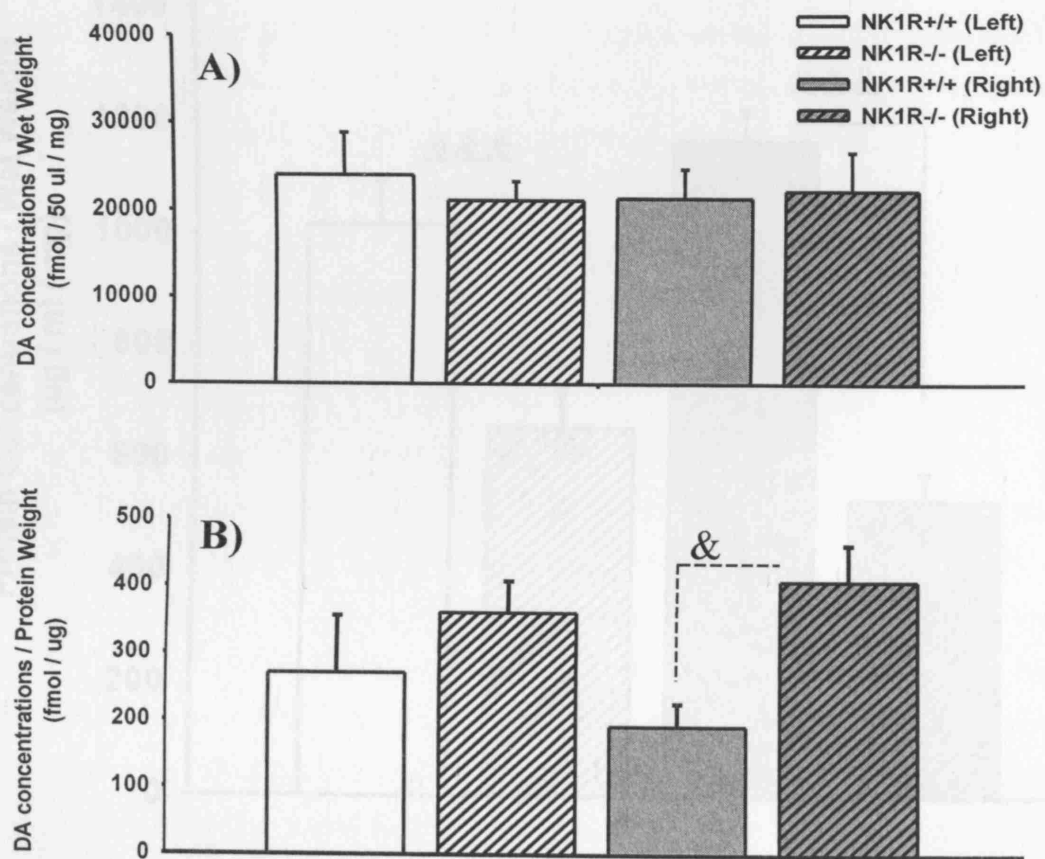 NK1R+/+ (Left)
NK1R-/- (Left)
NK1R+/+ (Right)
NK1R-/- (Right)
A)
DA concentrations / Wet Weight
(fmol / 50 ul / mg)
40000
30000
20000
10000
0
B)
DA concentrations / Protein Weight
(fmol / ug)
500
400
300
200
100
0
&